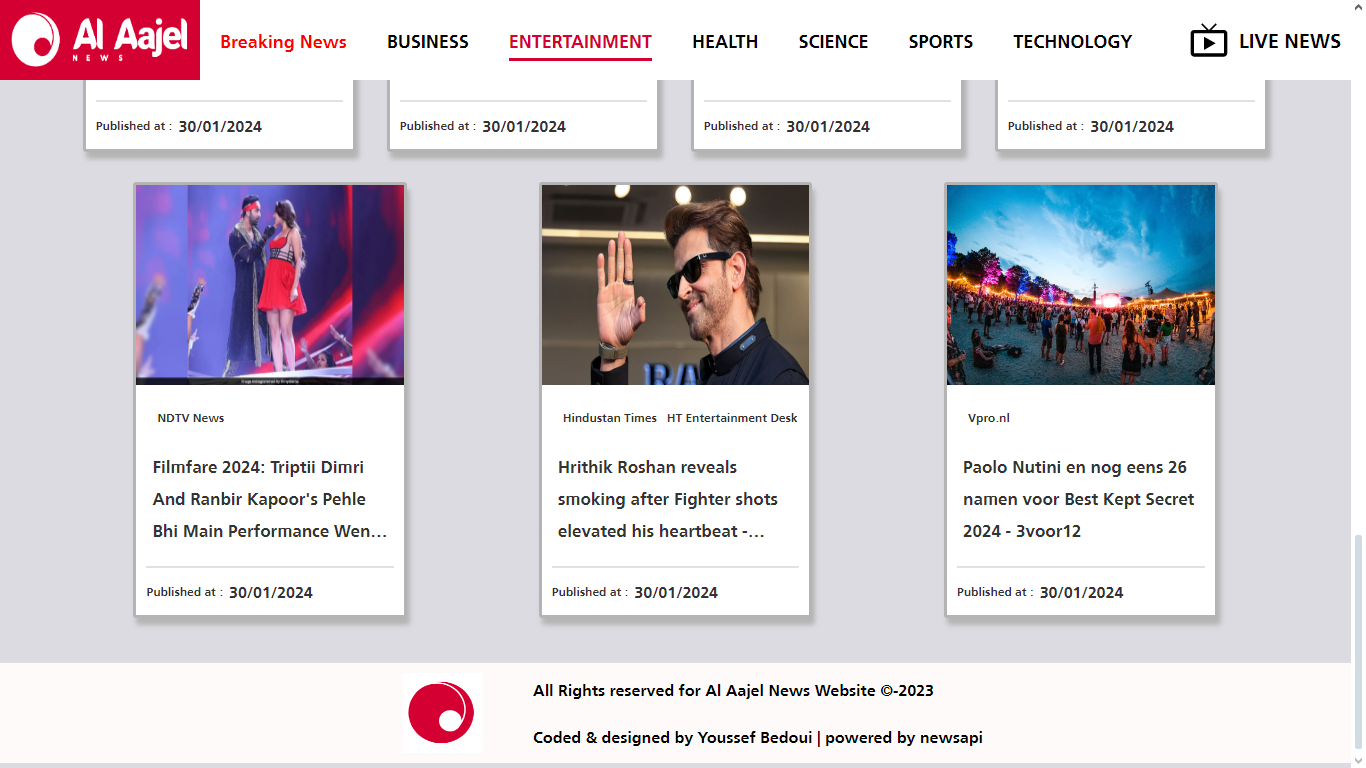 Al Aajel
NEWS
Breaking News
BUSINESS
ENTERTAINMENT
HEALTH
SCIENCE
SPORTS
TECHNOLOGY
LIVE NEWS
Published at : 30/01/2024
Published at : 30/01/2024
Published at : 30/01/2024
Published at : 30/01/2024
NDTV News
Filmfare 2024: Triptii Dimri
And Ranbir Kapoor's Pehle
Bhi Main Performance Wen…
Published at : 30/01/2024
Hindustan Times HT Entertainment Desk
Hrithik Roshan reveals
smoking after Fighter shots
elevated his heartbeat -…
Published at : 30/01/2024
Vpro.nl
Paolo Nutini en nog eens 26
namen voor Best Kept Secret
2024 - 3voor12
Published at : 30/01/2024
All Rights reserved for Al Aajel News Website ©-2023
Coded & designed by Youssef Bedoui | powered by newsapi